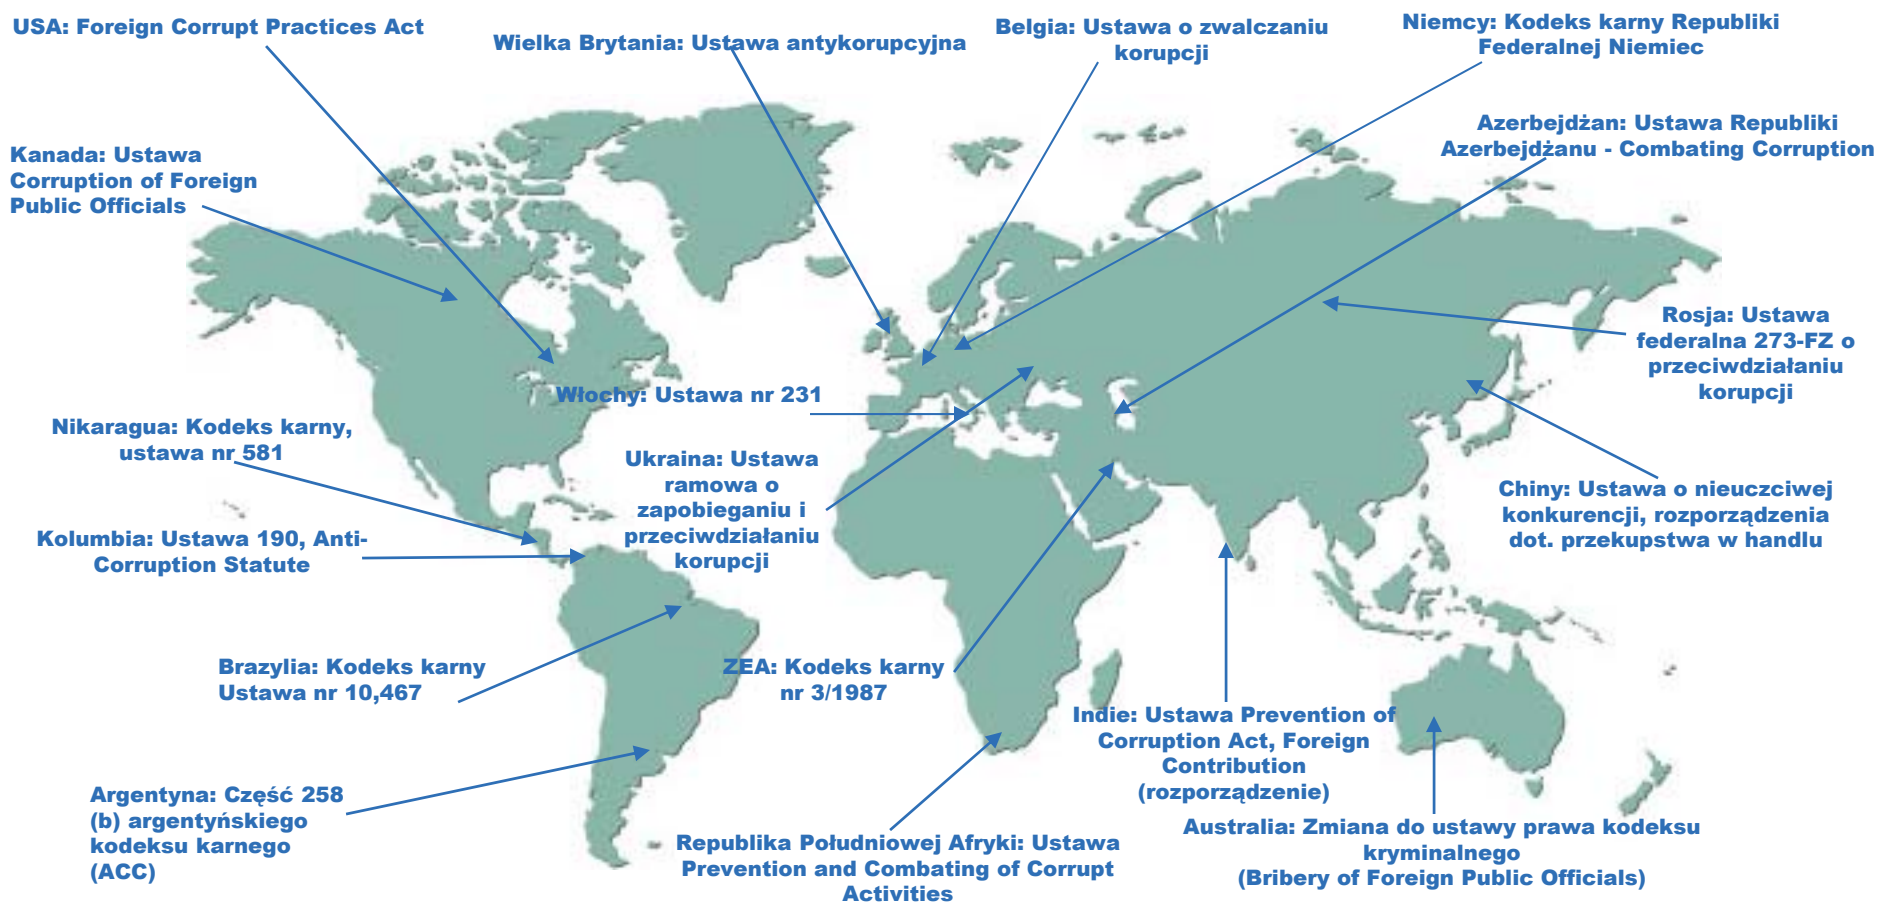 USA: Foreign Corrupt Practices Act
Wielka Brytania: Ustawa antykorupcyjna
Belgia: Ustawa o zwalczaniu
korupcji
Niemcy: Kodeks karny Republiki
Federalnej Niemiec
Kanada: Ustawa
Corruption of Foreign
Public Officials
Azerbejdżan: Ustawa Republiki
Azerbejdżanu - Combating Corruption
Rosja: Ustawa
federalna 273-FZ o
przeciwdziałaniu
korupcji
Włochy: Ustawa nr 231
Nikaragua: Kodeks karny,
ustawa nr 581
Ukraina: Ustawa
ramowa o
zapobieganiu i
przeciwdziałaniu
korupcji
Chiny: Ustawa o nieuczciwej
konkurencji, rozporządzenia
dot. przekupstwa w handlu
Kolumbia: Ustawa 190, Anti-
Corruption Statute
Brazylia: Kodeks karny
Ustawa nr 10,467
ZEA: Kodeks karny
nr 3/1987
Indie: Ustawa Prevention of
Corruption Act, Foreign
Contribution
(rozporządzenie)
Argentyna: Część 258
(b) argentyńskiego
kodeksu karnego
(ACC)
Republika Południowej Afryki: Ustawa
Prevention and Combating of Corrupt
Activities
Australia: Zmiana do ustawy prawa kodeksu
kryminalnego
(Bribery of Foreign Public Officials)